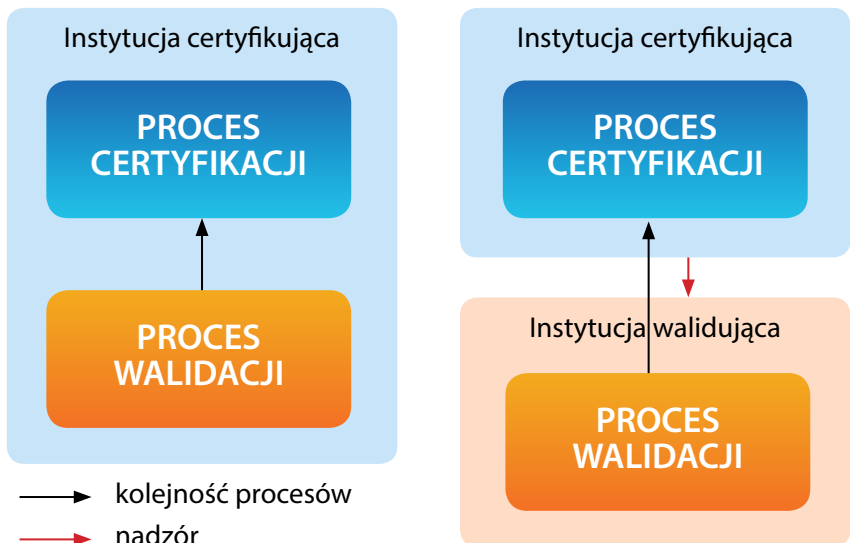 Instytucja certyfikująca
PROCES
CERTYFIKACJI
PROCES
WALIDACJI
Instytucja certyfikująca
PROCES
CERTYFIKACJI
Instytucja walidująca
PROCES
WALIDACJI
kolejność procesów
nadzór